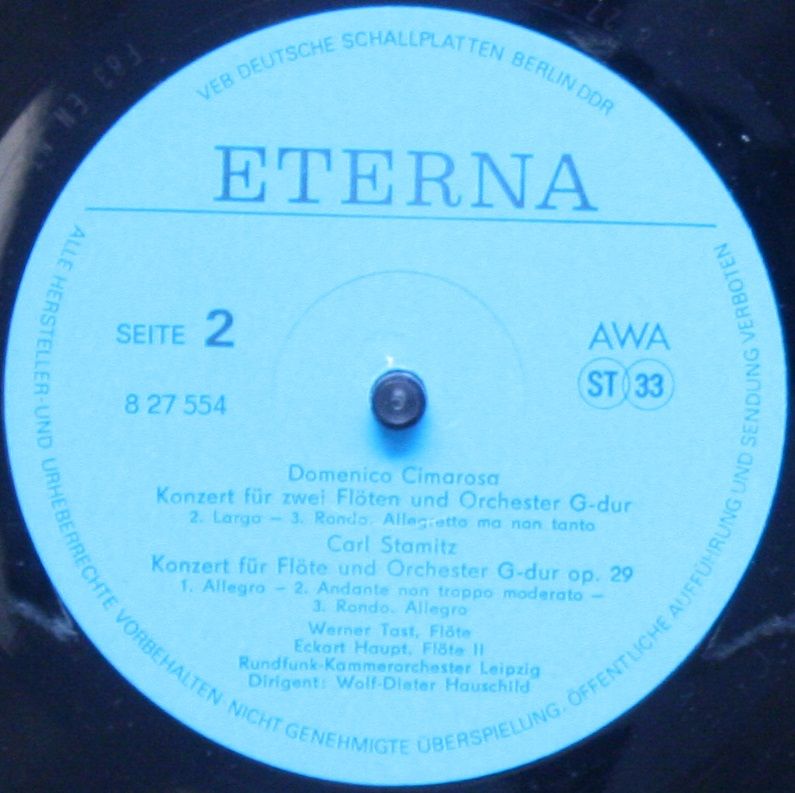 VEB DEUTSCHE SCHALLPLATTEN BERLIN DDR
ETERNA
SEITE 2
AWA
8 27 554
ST 33
Domenico Cimarosa
Konzert für zwei Flöten und Orchester G-dur
2. Largo – 3. Rondo. Allegretto ma non tanto
Carl Stamitz
Konzert für Flöte und Orchester G-dur op. 29
1. Allegro – 2. Andante non troppo moderato –
3. Rondo. Allegro
Werner Tast, Flöte
Eckart Haupt, Flöte II
Rundfunk-Kammerorchester Leipzig
Dirigent: Wolf-Dieter Hauschild
ALLE HERSTELLER- UND URHEBERRECHTE VORBEHALTEN NICHT GENEHMIGTE ÜBERSPIELUNG, ÖFFENTLICHE AUFFÜHRUNG UND SENDUNG VERBOTEN